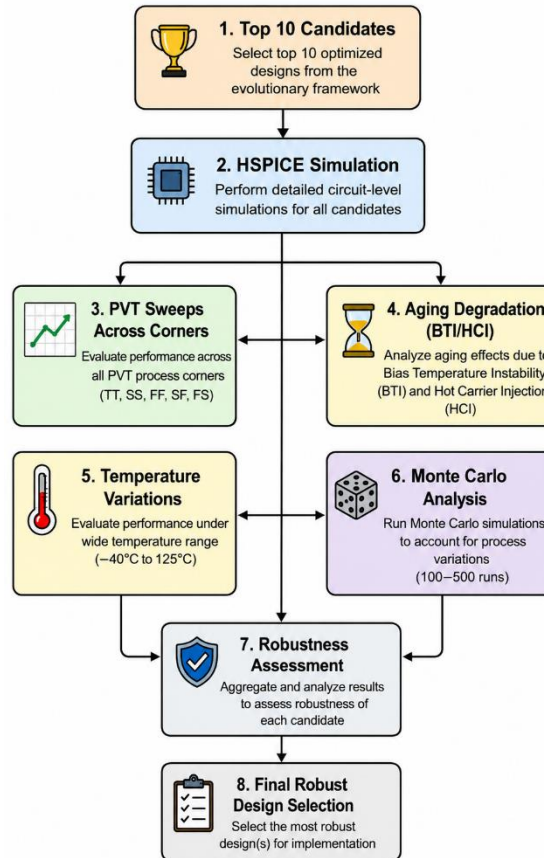 1. Top 10 Candidates
Select top 10 optimized
designs from the
evolutionary framework
2. HSPICE Simulation
Perform detailed circuit-level
simulations for all candidates
3. PVT Sweeps
Across Corners
Evaluate performance across
all PVT process corners
(TT, SS, FF, SF, FS)
4. Aging Degradation
(BTI/HCI)
Analyze aging effects due to
Bias Temperature Instability
(BTI) and Hot Carrier Injection
(HCI)
5. Temperature
Variations
Evaluate performance under
wide temperature range
(−40°C to 125°C)
6. Monte Carlo
Analysis
Run Monte Carlo simulations
to account for process
variations
(100–500 runs)
7. Robustness
Assessment
Aggregate and analyze results
to assess robustness of
each candidate
8. Final Robust
Design Selection
Select the most robust
design(s) for implementation